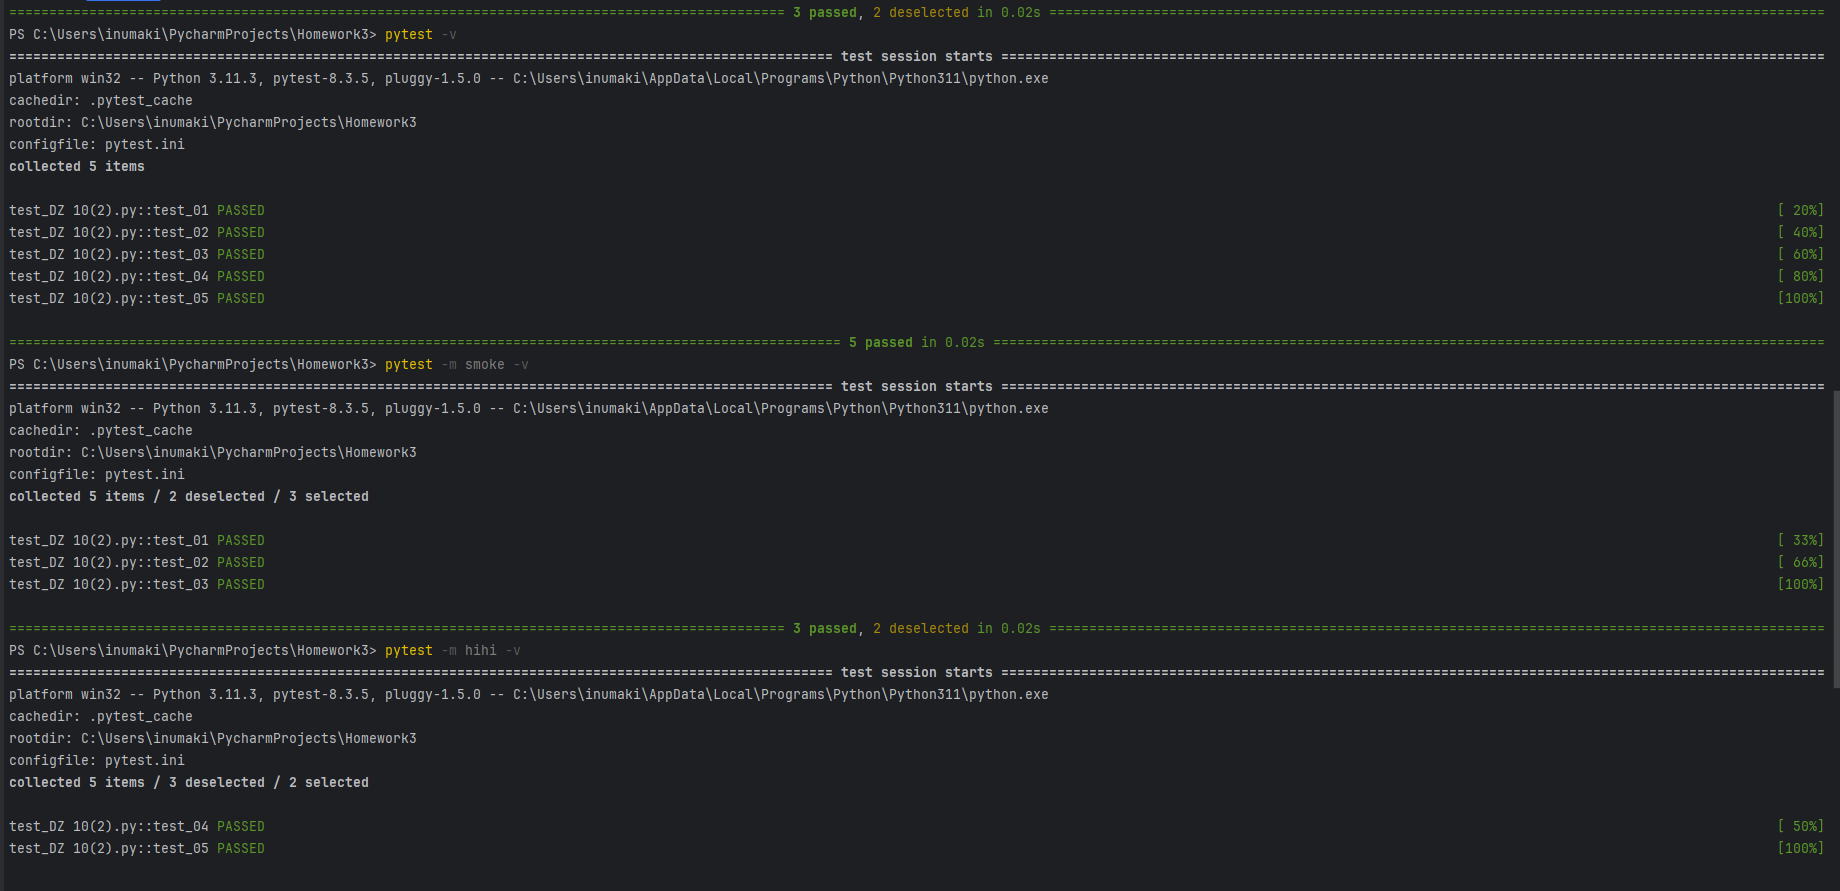 ================================================================================================= 3 passed, 2 deselected in 0.02s =================================================================================================
PS C:\Users\inumaki\PycharmProjects\Homework3> pytest -v
======================================================================================================= test session starts =======================================================================================================
platform win32 -- Python 3.11.3, pytest-8.3.5, pluggy-1.5.0 -- C:\Users\inumaki\AppData\Local\Programs\Python\Python311\python.exe
cachedir: .pytest_cache
rootdir: C:\Users\inumaki\PycharmProjects\Homework3
configfile: pytest.ini
collected 5 items
test_DZ 10(2).py::test_01 PASSED [ 20%]
test_DZ 10(2).py::test_02 PASSED [ 40%]
test_DZ 10(2).py::test_03 PASSED [ 60%]
test_DZ 10(2).py::test_04 PASSED [ 80%]
test_DZ 10(2).py::test_05 PASSED [100%]
======================================================================================================== 5 passed in 0.02s ========================================================================================================
PS C:\Users\inumaki\PycharmProjects\Homework3> pytest -m smoke -v
======================================================================================================= test session starts =======================================================================================================
platform win32 -- Python 3.11.3, pytest-8.3.5, pluggy-1.5.0 -- C:\Users\inumaki\AppData\Local\Programs\Python\Python311\python.exe
cachedir: .pytest_cache
rootdir: C:\Users\inumaki\PycharmProjects\Homework3
configfile: pytest.ini
collected 5 items / 2 deselected / 3 selected
test_DZ 10(2).py::test_01 PASSED [ 33%]
test_DZ 10(2).py::test_02 PASSED [ 66%]
test_DZ 10(2).py::test_03 PASSED [100%]
================================================================================================= 3 passed, 2 deselected in 0.02s =================================================================================================
PS C:\Users\inumaki\PycharmProjects\Homework3> pytest -m hihi -v
======================================================================================================= test session starts =======================================================================================================
platform win32 -- Python 3.11.3, pytest-8.3.5, pluggy-1.5.0 -- C:\Users\inumaki\AppData\Local\Programs\Python\Python311\python.exe
cachedir: .pytest_cache
rootdir: C:\Users\inumaki\PycharmProjects\Homework3
configfile: pytest.ini
collected 5 items / 3 deselected / 2 selected
test_DZ 10(2).py::test_04 PASSED [ 50%]
test_DZ 10(2).py::test_05 PASSED [100%]